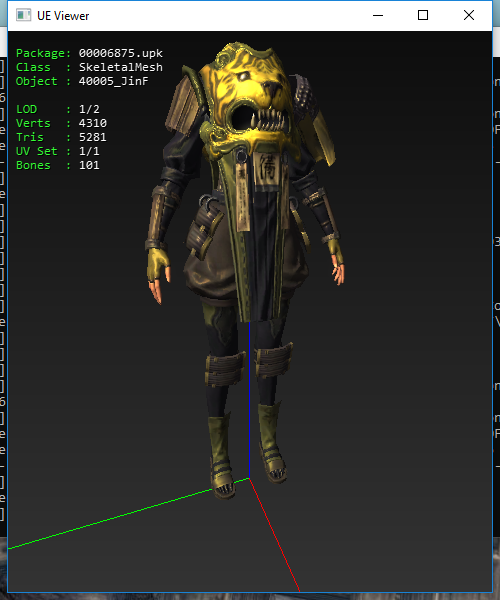 UE Viewer
Package: 00006875.upk
Class : SkeletalMesh
Object : 40005_JinF
LOD : 1/2
Verts : 4310
Tris : 5281
UV Set : 1/1
Bones : 101